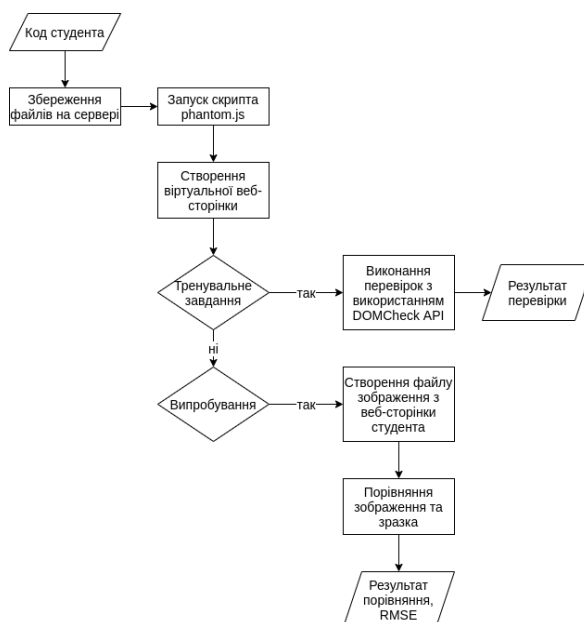 Код студента
Збереження
файлів на сервері
Запуск скрипта
phantom.js
Створення
віртуальної веб-
сторінки
Тренувальне
завдання
так
Виконання
перевірок з
використанням
DOMCheck API
Результат
перевірки
ні
Випробування
так
Створення файлу
зображення з
веб-сторінки
студента
Порівняння
зображення та
зразка
Результат
порівняння,
RMSE